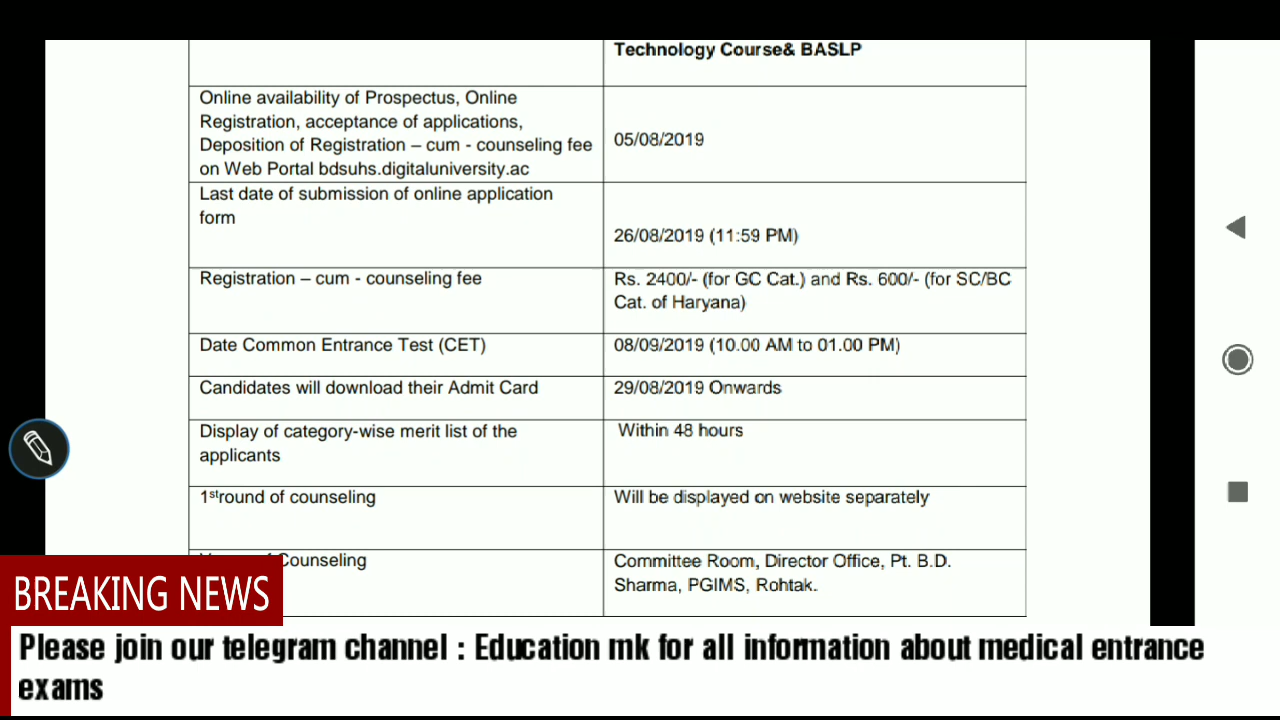 Technology Course& BASLP
Online availability of Prospectus, Online
Registration, acceptance of applications,
Deposition of Registration – cum - counseling fee
on Web Portal bdsuhs.digitaluniversity.ac
05/08/2019
Last date of submission of online application
form
26/08/2019 (11:59 PM)
Registration – cum - counseling fee
Rs. 2400/- (for GC Cat.) and Rs. 600/- (for SC/BC
Cat. of Haryana)
Date Common Entrance Test (CET)
08/09/2019 (10.00 AM to 01.00 PM)
Candidates will download their Admit Card
29/08/2019 Onwards
Display of category-wise merit list of the
applicants
Within 48 hours
1stround of counseling
Will be displayed on website separately
Counseling
Committee Room, Director Office, Pt. B.D.
Sharma, PGIMS, Rohtak.
BREAKING NEWS
Please join our telegram channel : Education mk for all information about medical entrance
exams